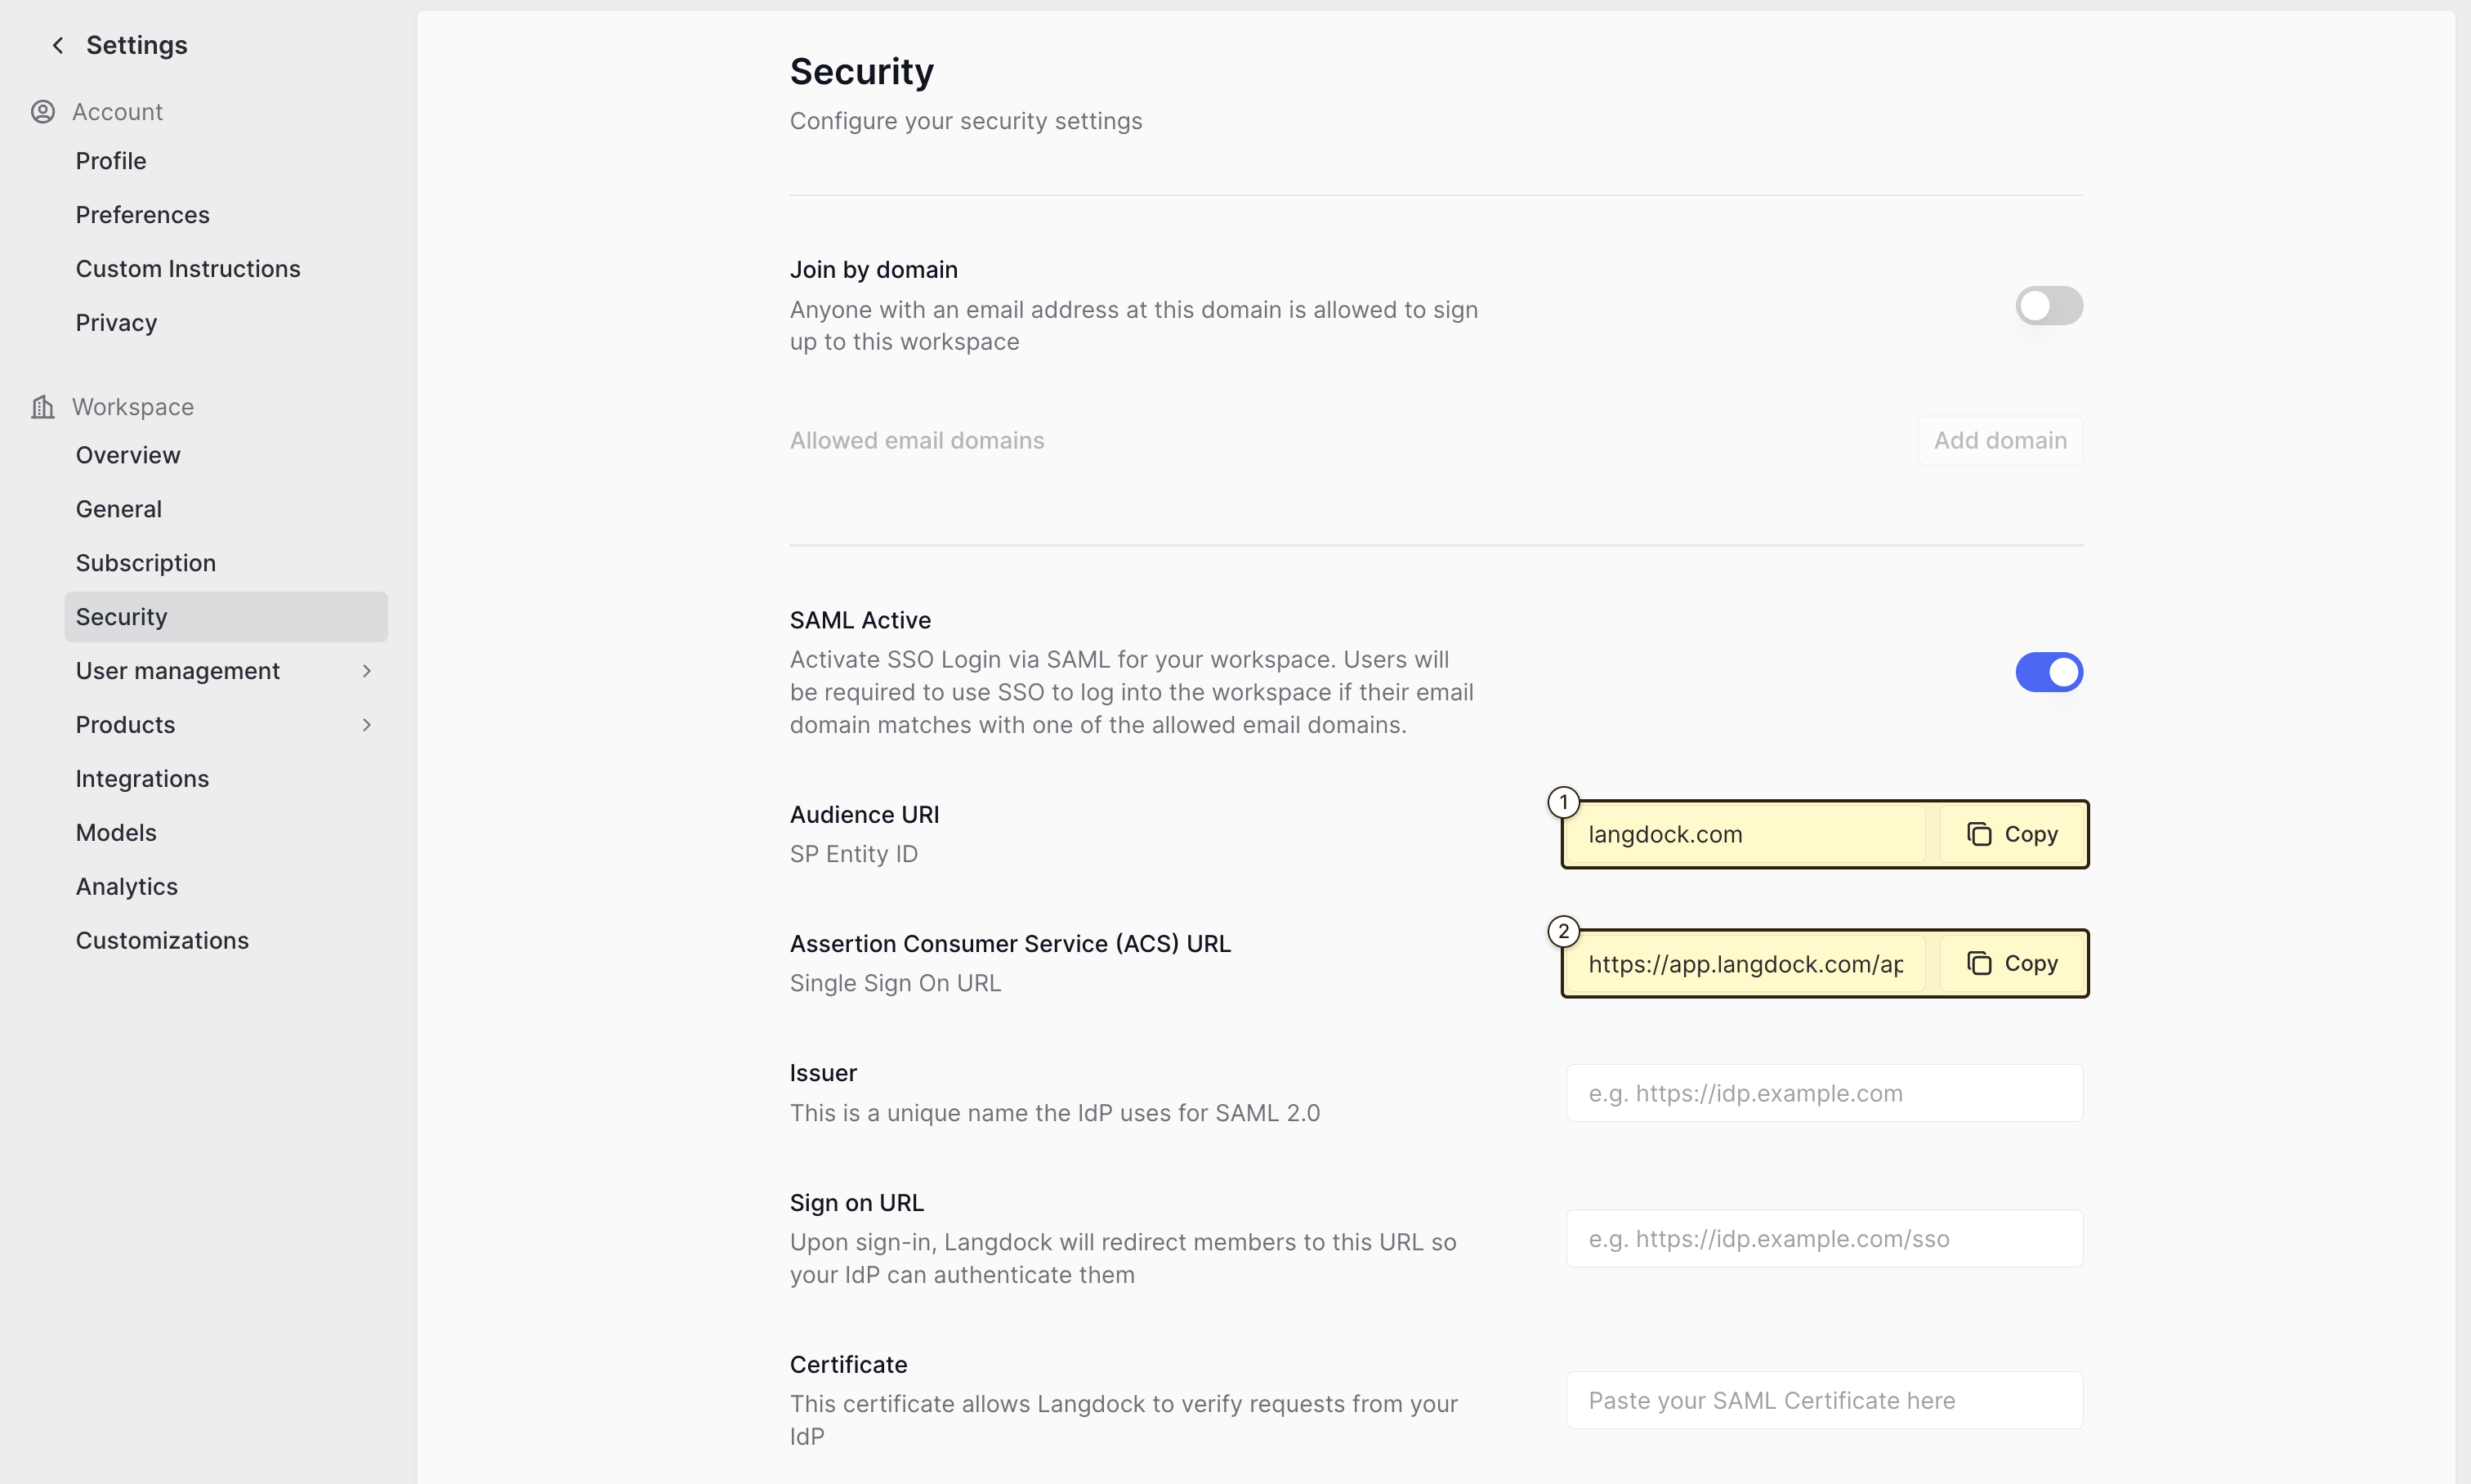 Settings
Account
Profile
Preferences
Custom Instructions
Privacy
Workspace
Overview
General
Subscription
Security
User management
Products
Integrations
Models
Analytics
Customizations
Security
Configure your security settings
Join by domain
Anyone with an email address at this domain is allowed to sign
up to this workspace
Allowed email domains
Add domain
SAML Active
Activate SSO Login via SAML for your workspace. Users will
be required to use SSO to log into the workspace if their email
domain matches with one of the allowed email domains.
Audience URI
SP Entity ID
1
langdock.com
Copy
Assertion Consumer Service (ACS) URL
Single Sign On URL
2
https://app.langdock.com/ap
Copy
Issuer
This is a unique name the IdP uses for SAML 2.0
e.g. https://idp.example.com
Sign on URL
Upon sign-in, Langdock will redirect members to this URL so
your IdP can authenticate them
e.g. https://idp.example.com/sso
Certificate
This certificate allows Langdock to verify requests from your
IdP
Paste your SAML Certificate here